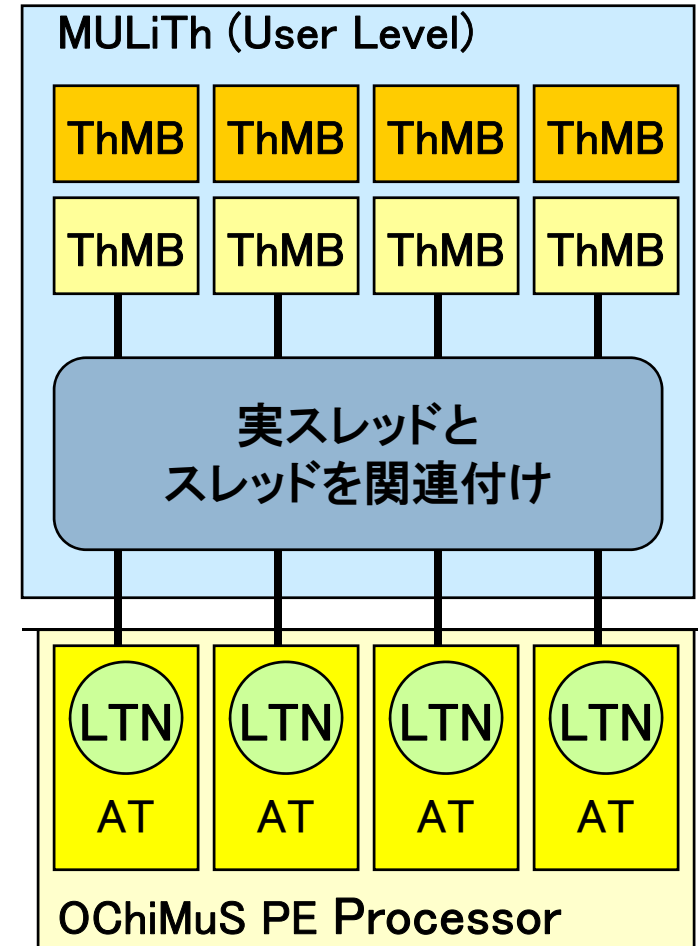 MULiTh (User Level)
ThMB ThMB ThMB ThMB
ThMB ThMB ThMB ThMB
実スレッドと
スレッドを関連付け
LTN LTN LTN LTN
AT AT AT AT
OChiMuS PE Processor